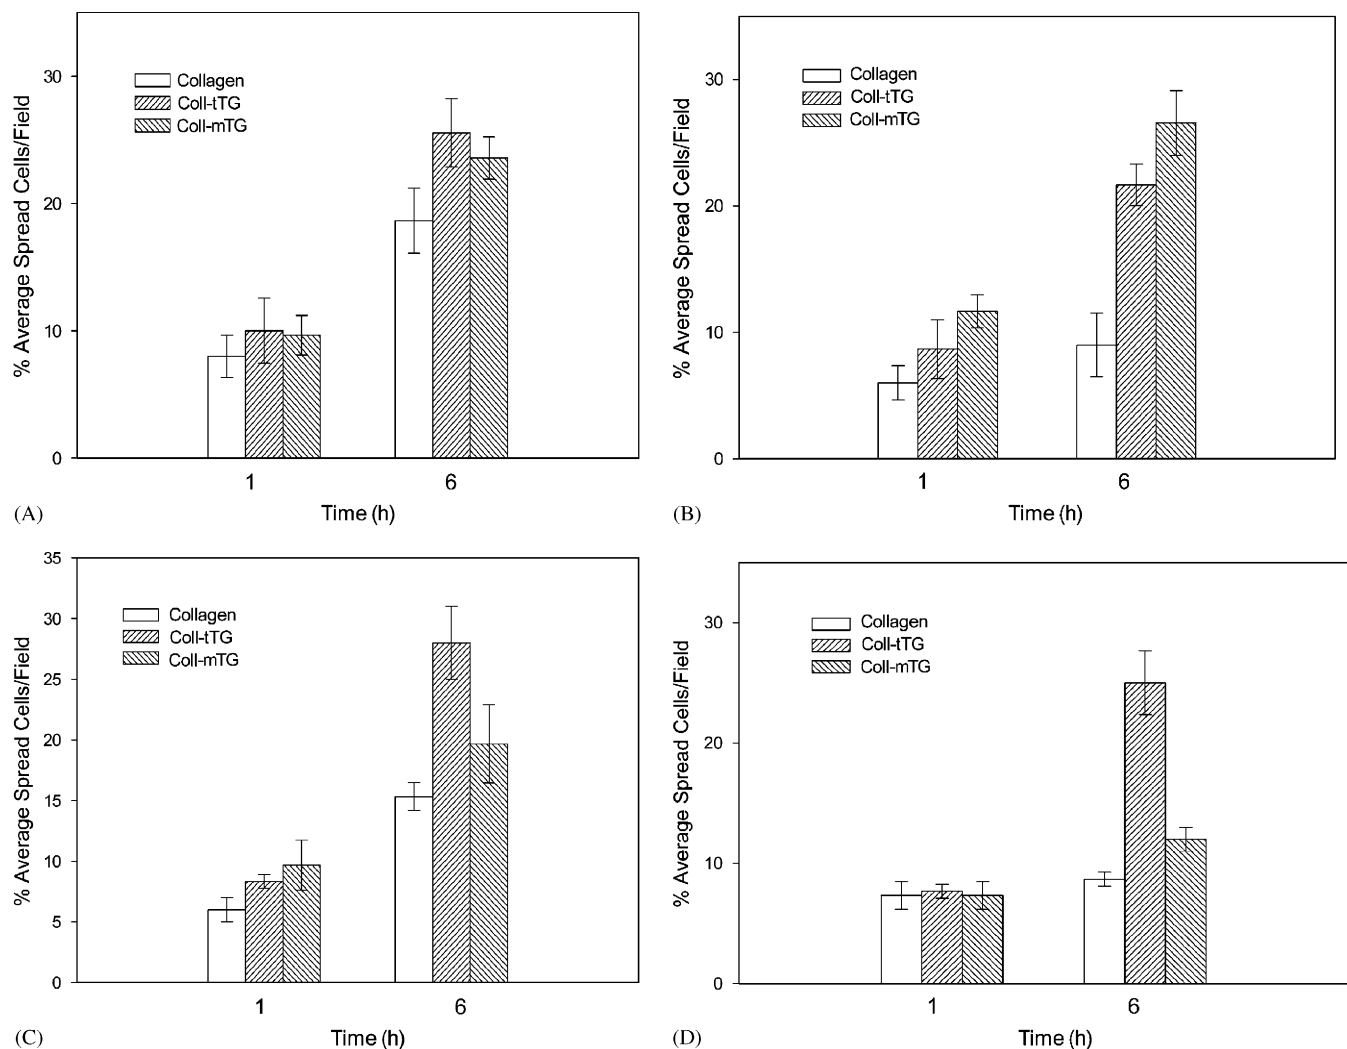 % Average Spread Cells/Field
30
20
10
0
Collagen
Coll-tTG
Coll-mTG
1 6
Time (h)
(A)
% Average Spread Cells/Field
30
20
10
0
Collagen
Coll-tTG
Coll-mTG
1 6
Time (h)
(B)
% Average Spread Cells/Field
35
30
25
20
15
10
5
0
Collagen
Coll-tTG
Coll-mTG
1 6
Time (h)
(C)
% Average Spread Cells/Field
30
20
10
0
Collagen
Coll-tTG
Coll-mTG
1 6
Time (h)
(D)